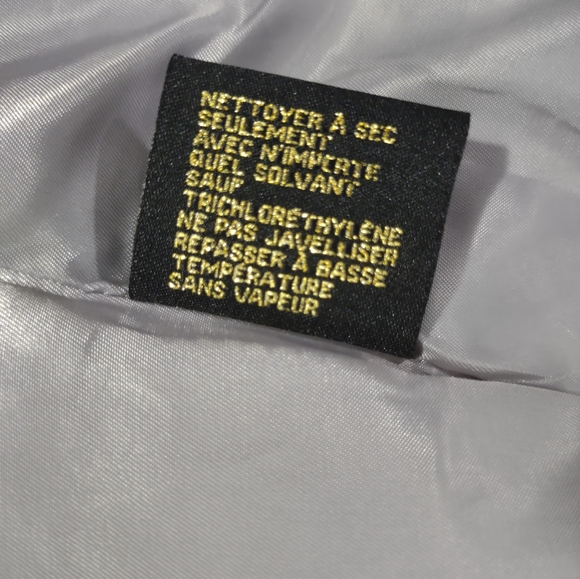 NETTOYER À SEC
SEULEMENT
AVEC N'IMPORTE
QUEL SOLVANT
SAUF
TRICHLORÉTHYLÈNE
NE PAS JAVELLISER
REPASSER À BASSE
TEMPÉRATURE
SANS VAPEUR